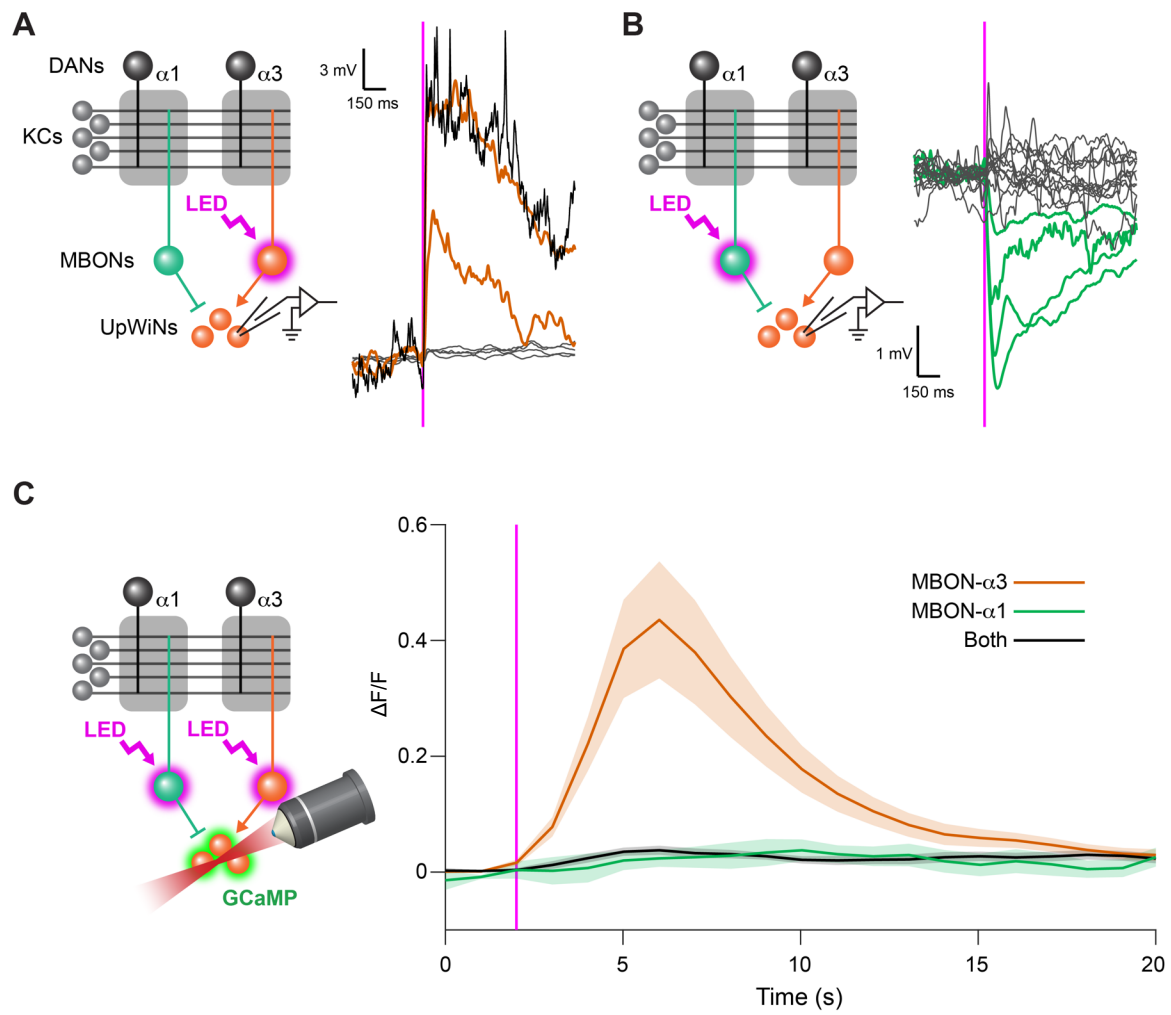 A
DANs
α1
α3
KCs
LED
MBONs
UpWiNs
3 mV
150 ms
B
α1
α3
LED
1 mV
150 ms
C
α1
α3
LED
LED
GCaMP
0.6
0.4
0.2
0
ΔF/F
MBON-α3
MBON-α1
Both
0 5 10 15 20
Time (s)